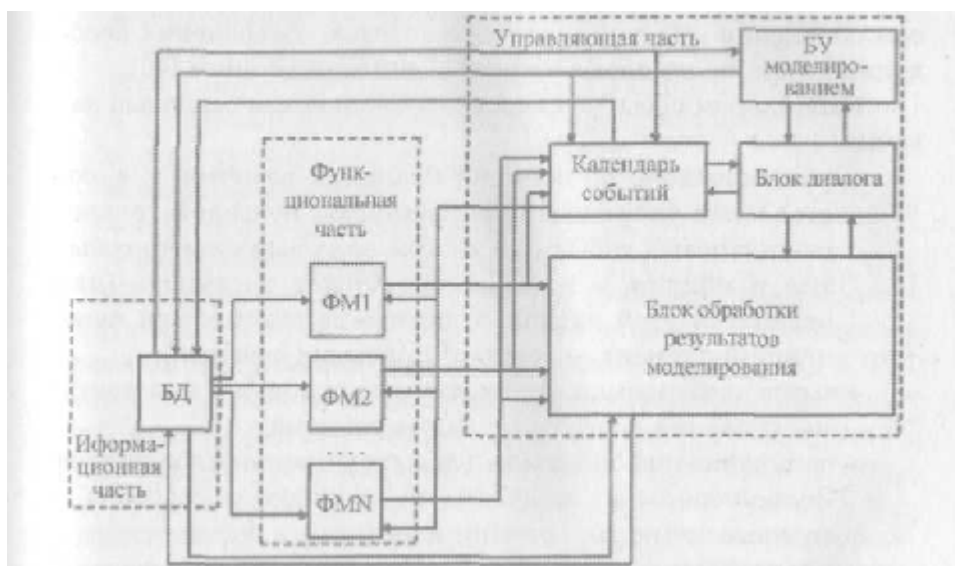 Управляющая часть
БУ
моделиро-
ванием
Функ-
циональная
часть
Календарь
событий
Блок диалога
ФМ1
Блок обработки
результатов
моделирования
БД
ФМ2
Иформа-
ционная
часть
ФМN